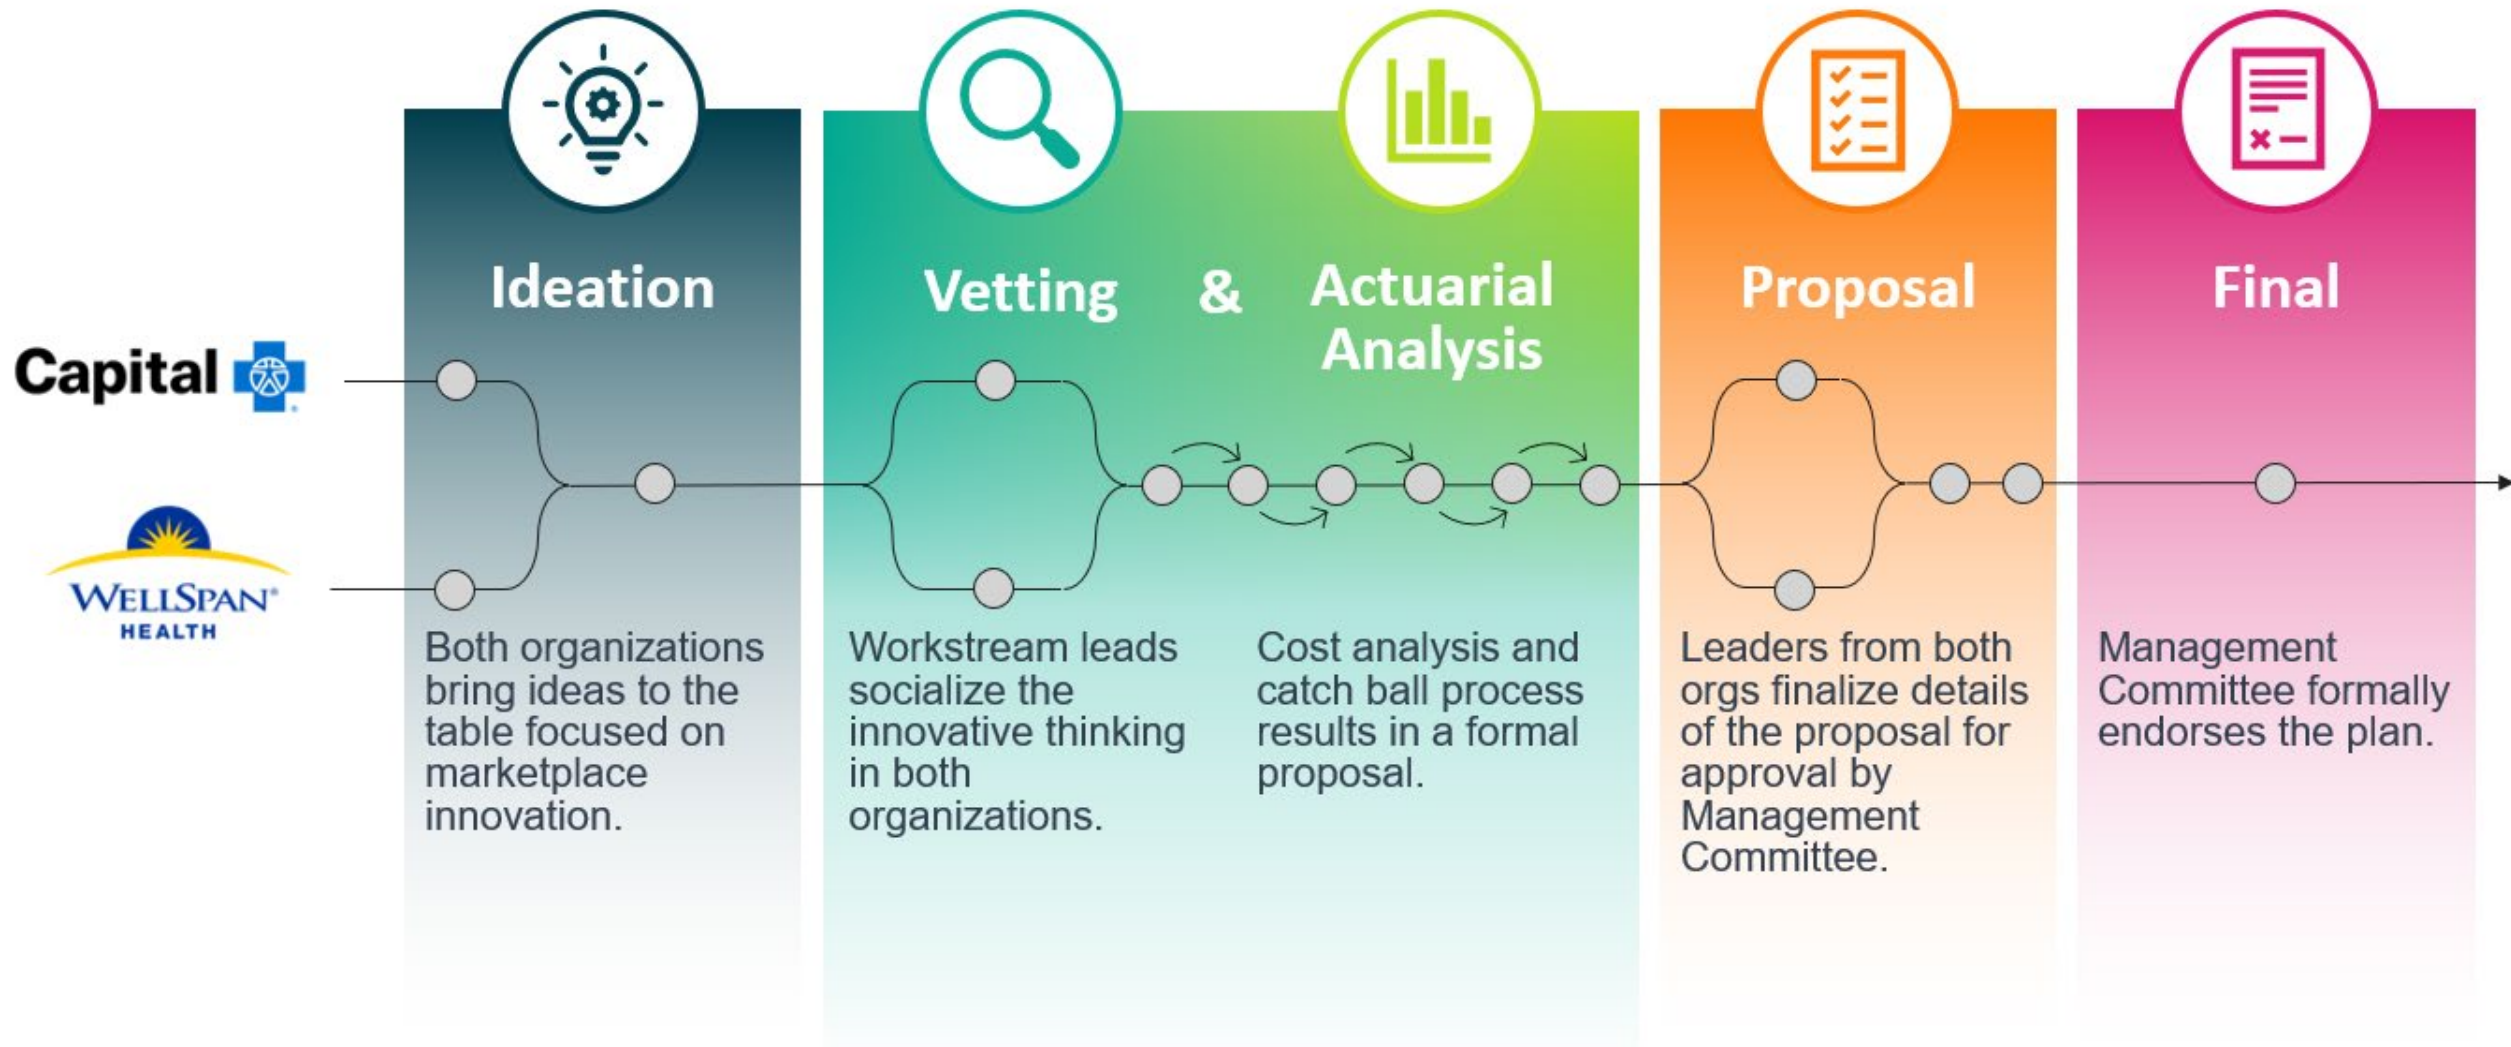 Capital
WELLSPAN®
HEALTH
Ideation
Both organizations
bring ideas to the
table focused on
marketplace
innovation.
Vetting & Actuarial
Analysis
Workstream leads
socialize the
innovative thinking
in both
organizations.
Cost analysis and
catch ball process
results in a formal
proposal.
Proposal
Leaders from both
orgs finalize details
of the proposal for
approval by
Management
Committee.
Final
Management
Committee formally
endorses the plan.